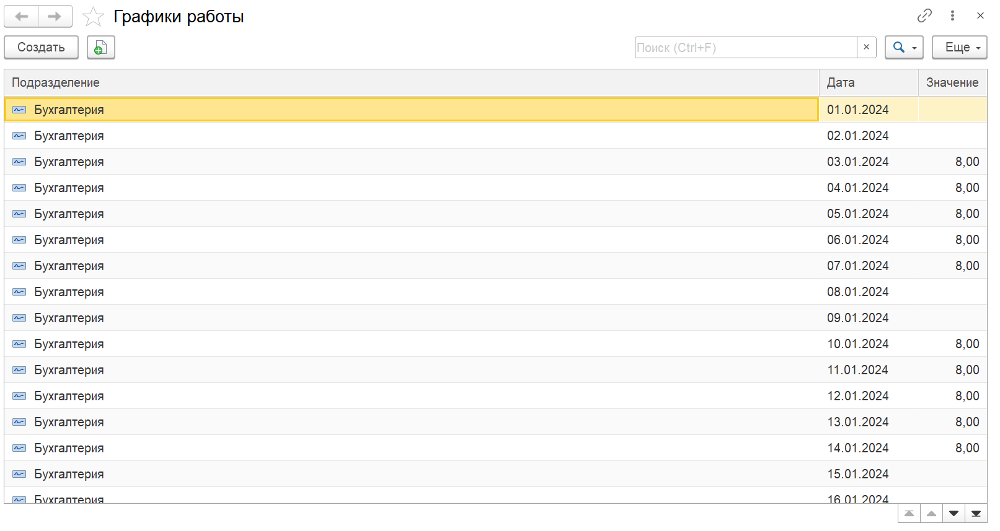 Графики работы
Создать
Поиск (Ctrl+F)
Еще
Подразделение Дата Значение
Бухгалтерия 01.01.2024
Бухгалтерия 02.01.2024
Бухгалтерия 03.01.2024 8,00
Бухгалтерия 04.01.2024 8,00
Бухгалтерия 05.01.2024 8,00
Бухгалтерия 06.01.2024 8,00
Бухгалтерия 07.01.2024 8,00
Бухгалтерия 08.01.2024
Бухгалтерия 09.01.2024
Бухгалтерия 10.01.2024 8,00
Бухгалтерия 11.01.2024 8,00
Бухгалтерия 12.01.2024 8,00
Бухгалтерия 13.01.2024 8,00
Бухгалтерия 14.01.2024 8,00
Бухгалтерия 15.01.2024
Бухгалтерия 16.01.2024